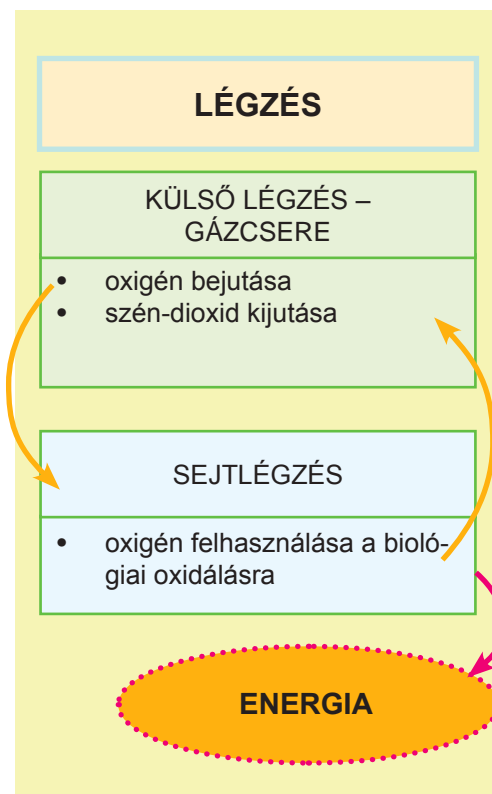 LÉGZÉS
KÜLSŐ LÉGZÉS –
GÁZCSERE
• oxigén bejutása
• szén-dioxid kijutása
SEJTLÉGZÉS
• oxigén felhasználása a bioló-
giai oxidálásra
ENERGIA